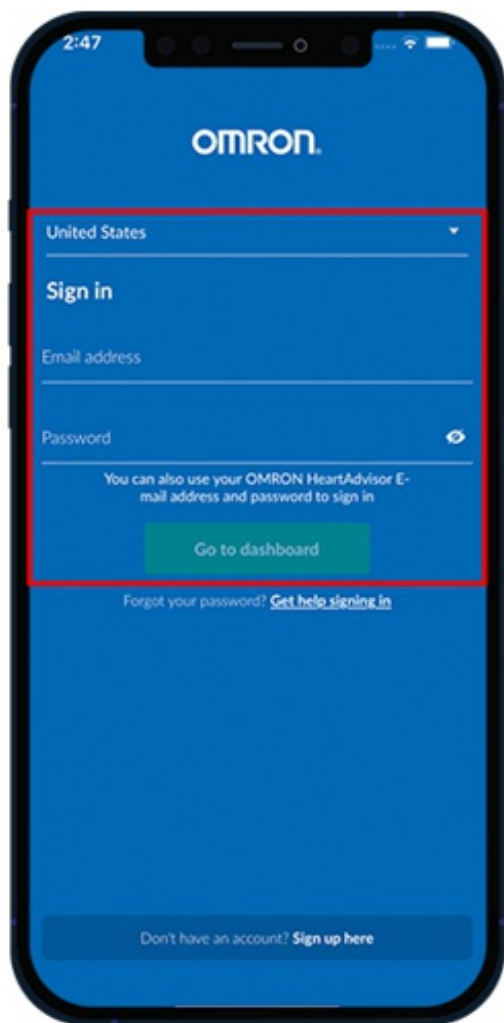 2:47
OMRON
United States
Sign in
Email address
Password
You can also use your OMRON HeartAdvisor E-
mail address and password to sign in
Go to dashboard
Forgot your password? Get help signing in
Don't have an account? Sign up here